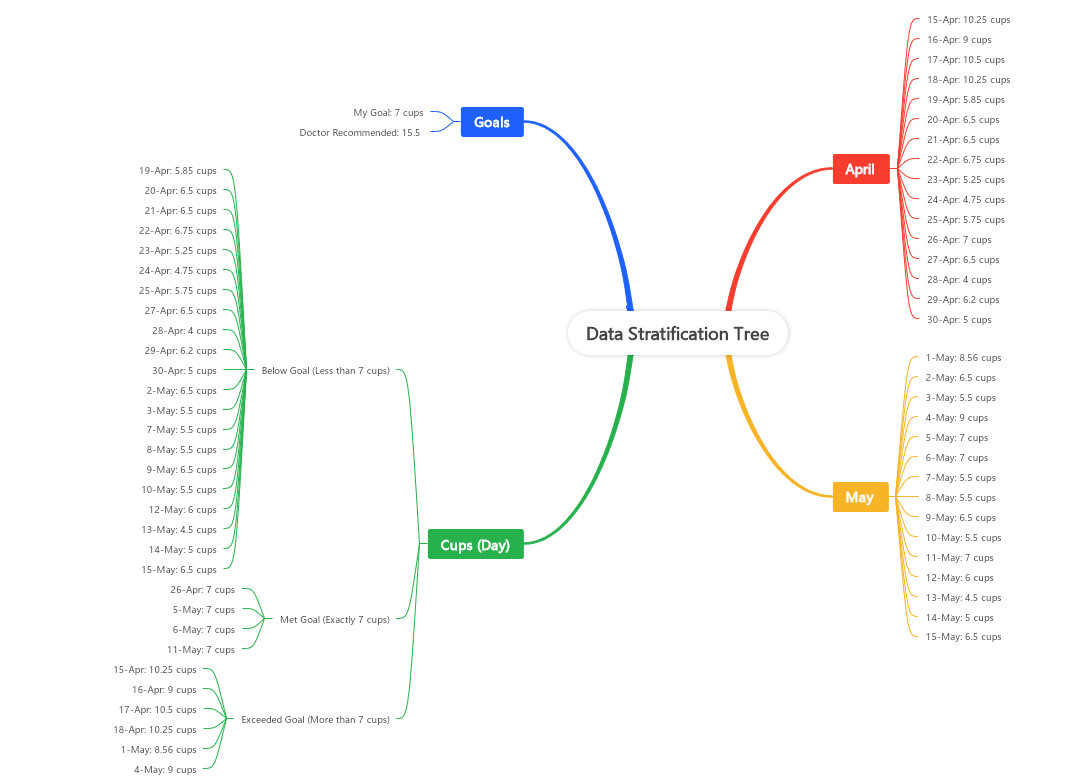 Data Stratification Tree
Goals
My Goal: 7 cups
Doctor Recommended: 15.5
April
15-Apr: 10.25 cups
16-Apr: 9 cups
17-Apr: 10.5 cups
18-Apr: 10.25 cups
19-Apr: 5.85 cups
20-Apr: 6.5 cups
21-Apr: 6.5 cups
22-Apr: 6.75 cups
23-Apr: 5.25 cups
24-Apr: 4.75 cups
25-Apr: 5.75 cups
26-Apr: 7 cups
27-Apr: 6.5 cups
28-Apr: 4 cups
29-Apr: 6.2 cups
30-Apr: 5 cups
May
1-May: 8.56 cups
2-May: 6.5 cups
3-May: 5.5 cups
4-May: 9 cups
5-May: 7 cups
6-May: 7 cups
7-May: 5.5 cups
8-May: 5.5 cups
9-May: 6.5 cups
10-May: 5.5 cups
11-May: 7 cups
12-May: 6 cups
13-May: 4.5 cups
14-May: 5 cups
15-May: 6.5 cups
Cups (Day)
Below Goal (Less than 7 cups)
19-Apr: 5.85 cups
20-Apr: 6.5 cups
21-Apr: 6.5 cups
22-Apr: 6.75 cups
23-Apr: 5.25 cups
24-Apr: 4.75 cups
25-Apr: 5.75 cups
27-Apr: 6.5 cups
28-Apr: 4 cups
29-Apr: 6.2 cups
30-Apr: 5 cups
2-May: 6.5 cups
3-May: 5.5 cups
7-May: 5.5 cups
8-May: 5.5 cups
9-May: 6.5 cups
10-May: 5.5 cups
12-May: 6 cups
13-May: 4.5 cups
14-May: 5 cups
15-May: 6.5 cups
Met Goal (Exactly 7 cups)
26-Apr: 7 cups
5-May: 7 cups
6-May: 7 cups
11-May: 7 cups
Exceeded Goal (More than 7 cups)
15-Apr: 10.25 cups
16-Apr: 9 cups
17-Apr: 10.5 cups
18-Apr: 10.25 cups
1-May: 8.56 cups
4-May: 9 cups